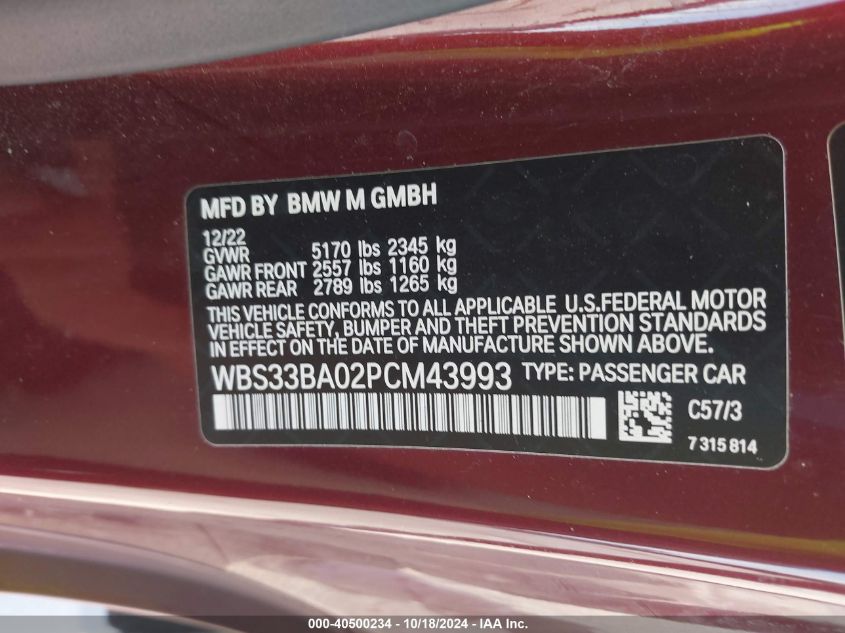 MFD BY BMW M GMBH
12/22
GVWR 5170 lbs 2345 kg
GAWR FRONT 2557 lbs 1160 kg
GAWR REAR 2789 lbs 1265 kg
THIS VEHICLE CONFORMS TO ALL APPLICABLE U.S.FEDERAL MOTOR
VEHICLE SAFETY, BUMPER AND THEFT PREVENTION STANDARDS
IN EFFECT ON THE DATE OF MANUFACTURE SHOWN ABOVE.
WBS33BA02PCM43993 TYPE: PASSENGER CAR
C57/3
7 315 814
000-40500234 - 10/18/2024 - IAA Inc.